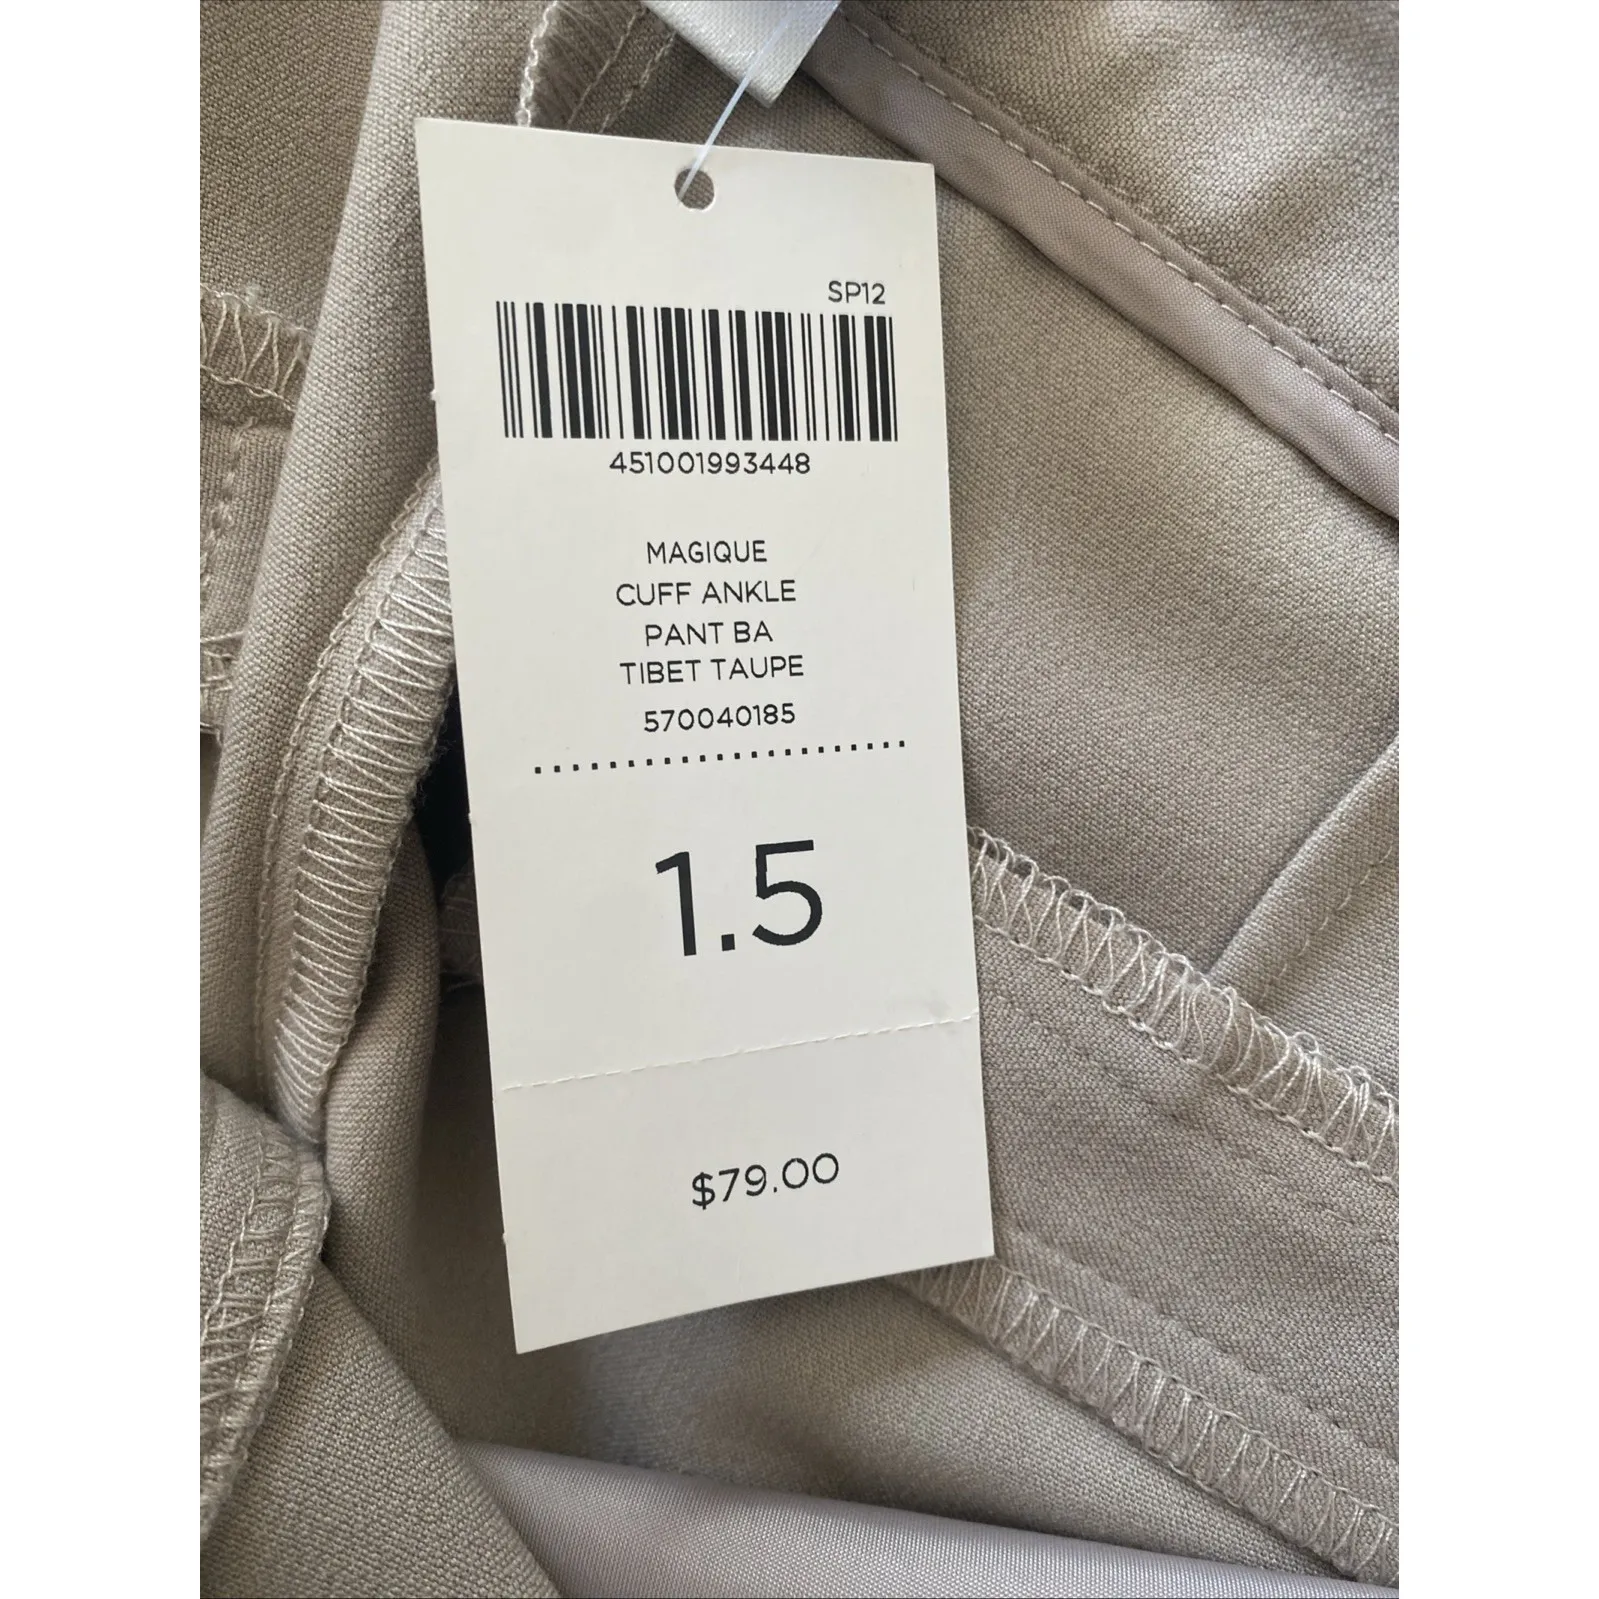 SP12
451001993448
MAGIQUE
CUFF ANKLE
PANT BA
TIBET TAUPE
570040185
1.5
$79.00